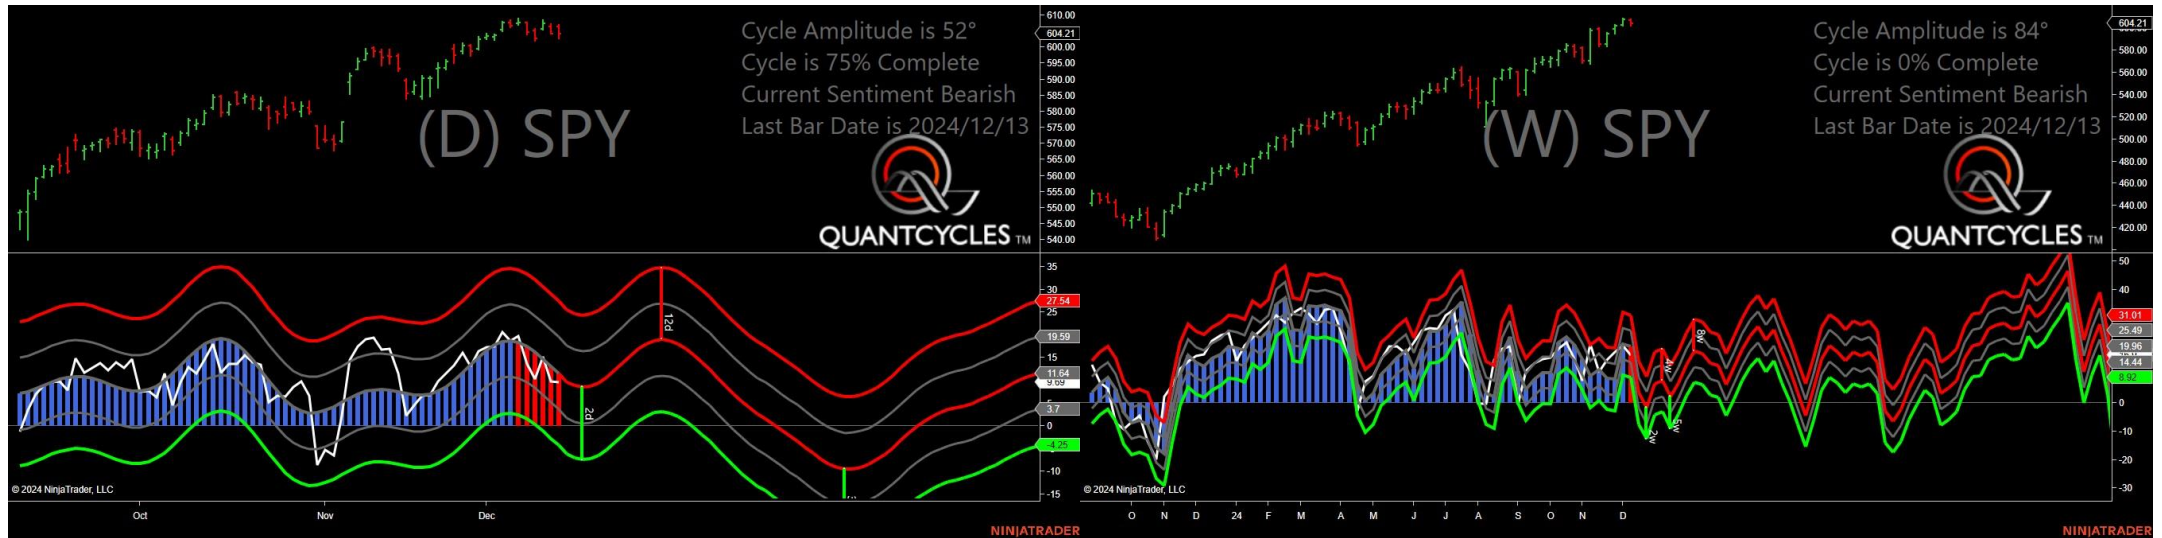 Cycle Amplitude is 52°
Cycle is 75% Complete
Current Sentiment Bearish
Last Bar Date is 2024/12/13
(D) SPY
QUANTCYCLES TM
610.00
604.21
600.00
595.00
590.00
585.00
580.00
575.00
570.00
565.00
560.00
555.00
550.00
545.00
540.00
35
30
27.54
25
19.59
15
11.64
9.69
3.7
0
-4.25
-10
-15
12d
2d
© 2024 NinjaTrader, LLC
Oct Nov Dec
NINJATRADER
Cycle Amplitude is 84°
Cycle is 0% Complete
Current Sentiment Bearish
Last Bar Date is 2024/12/13
(W) SPY
QUANTCYCLES TM
604.21
580.00
560.00
540.00
520.00
500.00
480.00
460.00
440.00
420.00
50
40
31.01
25.49
19.96
14.44
8.92
0
-10
-20
-30
4w
8w
2w
5w
© 2024 NinjaTrader, LLC
O N D 24 F M A M J J A S O N D
NINJATRADER